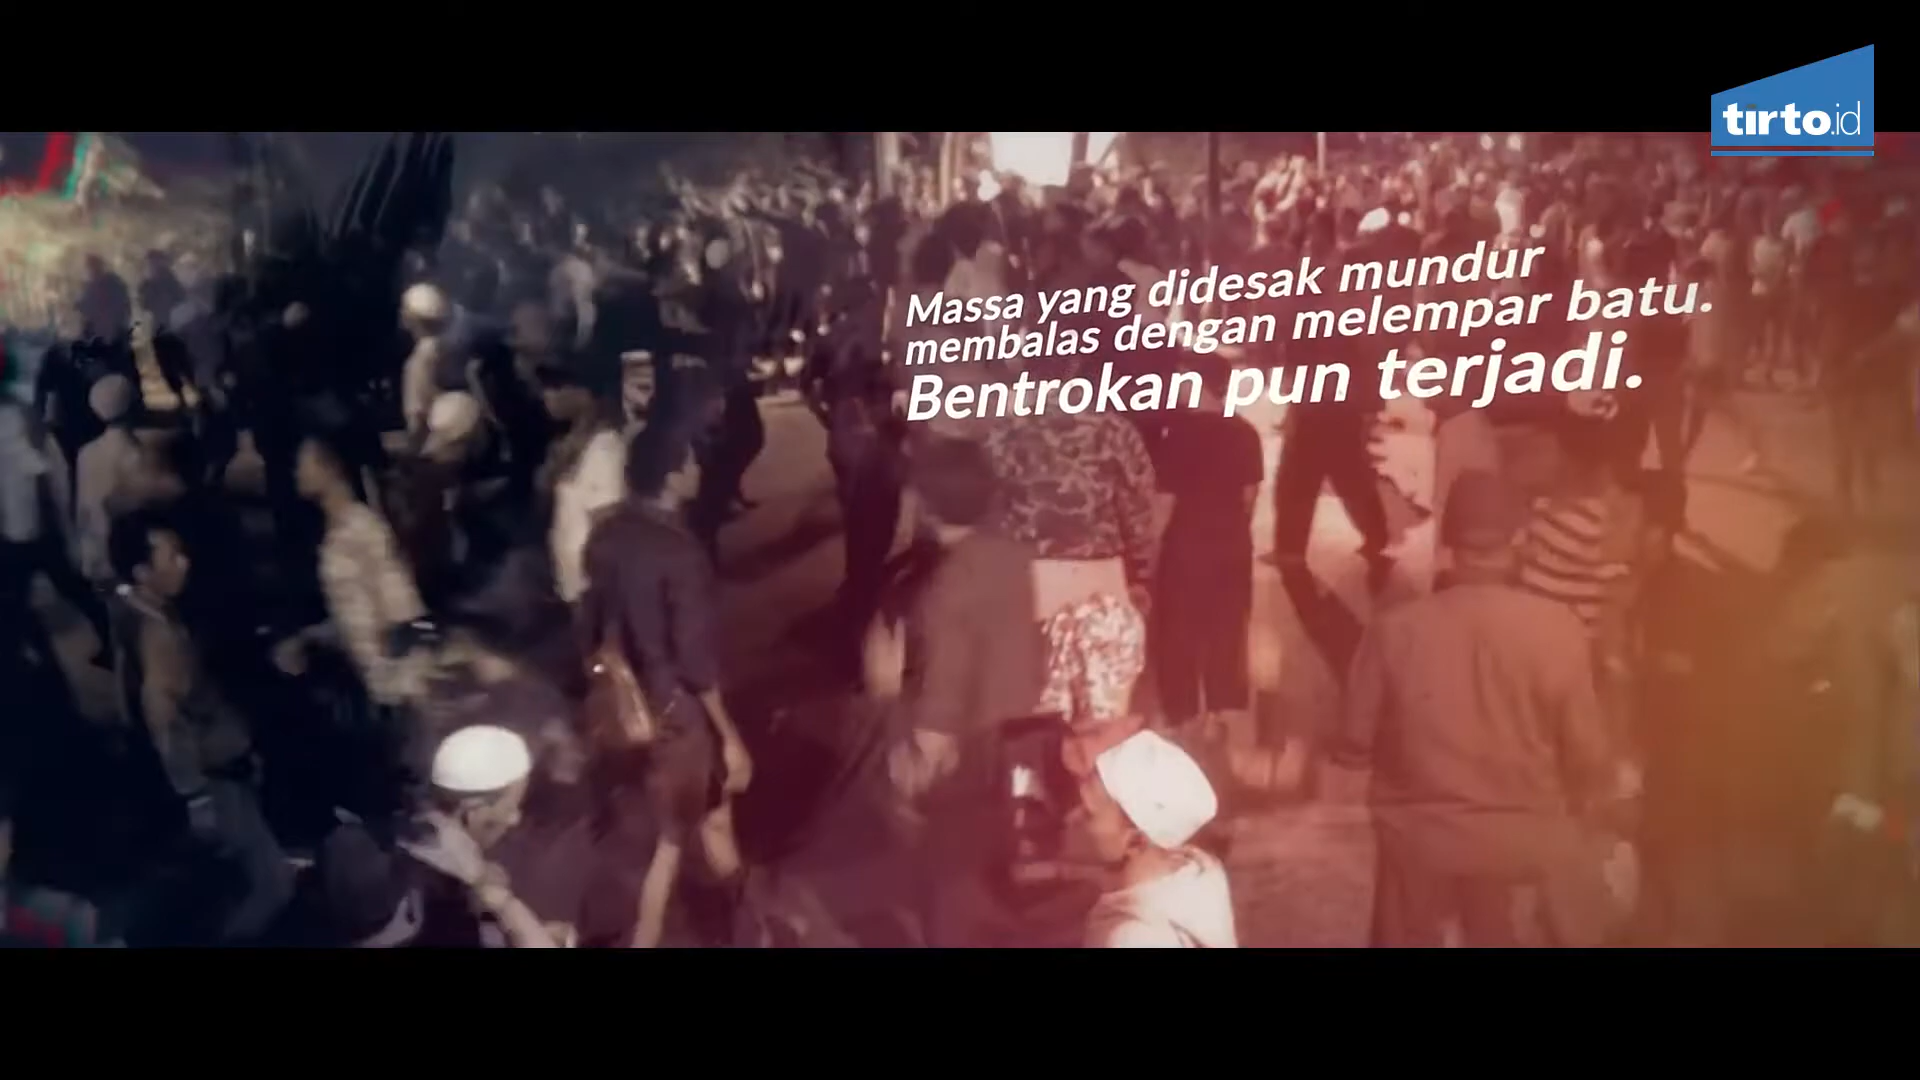 tirto.id
Massa yang didesak mundur
membalas dengan melempar batu.
Bentrokan pun terjadi.